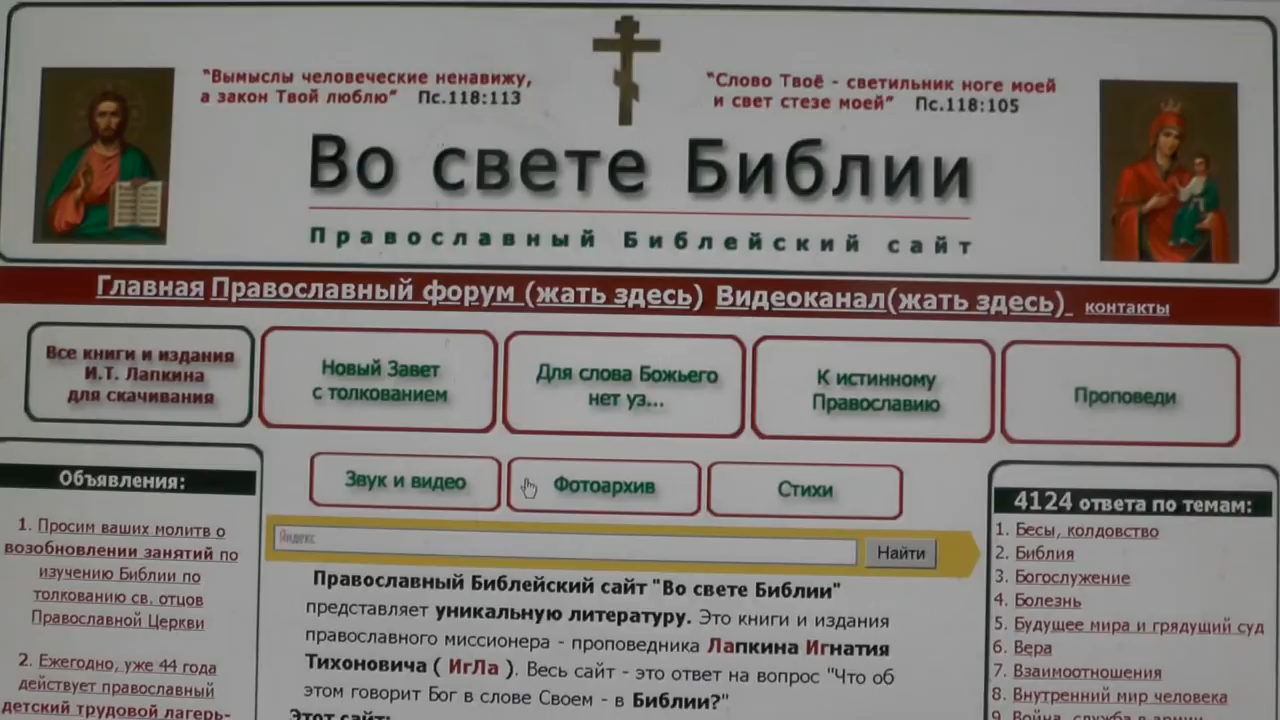 "Вымыслы человеческие ненавижу,
а закон Твой люблю" Пс.118:113
"Слово Твоё - светильник ноге моей
и свет стезе моей" Пс.118:105
Во свете Библии
Православный Библейский сайт
Главная Православный форум (жать здесь) Видеоканал(жать здесь) контакты
Все книги и издания
И.Т. Лапкина
для скачивания
Новый Завет
с толкованием
Для слова Божьего
нет уз...
К истинному
Православию
Проповеди
Звук и видео
Фотоархив
Стихи
Объявления:
1. Просим ваших молитв о
возобновлении занятий по
изучению Библии по
толкованию св. отцов
Православной Церкви
2. Ежегодно, уже 44 года
действует православный
детский трудовой лагерь-
Яндекс
Найти
Православный Библейский сайт "Во свете Библии"
представляет уникальную литературу. Это книги и издания
православного миссионера - проповедника Лапкина Игнатия
Тихоновича ( ИгЛа ). Весь сайт - это ответ на вопрос "Что об
этом говорит Бог в слове Своем - в Библии?"
Этот сайт:
4124 ответа по темам:
1. Бесы, колдовство
2. Библия
3. Богослужение
4. Болезнь
5. Будущее мира и грядущий суд
6. Вера
7. Взаимоотношения
8. Внутренний мир человека
9. Война, служба в армии